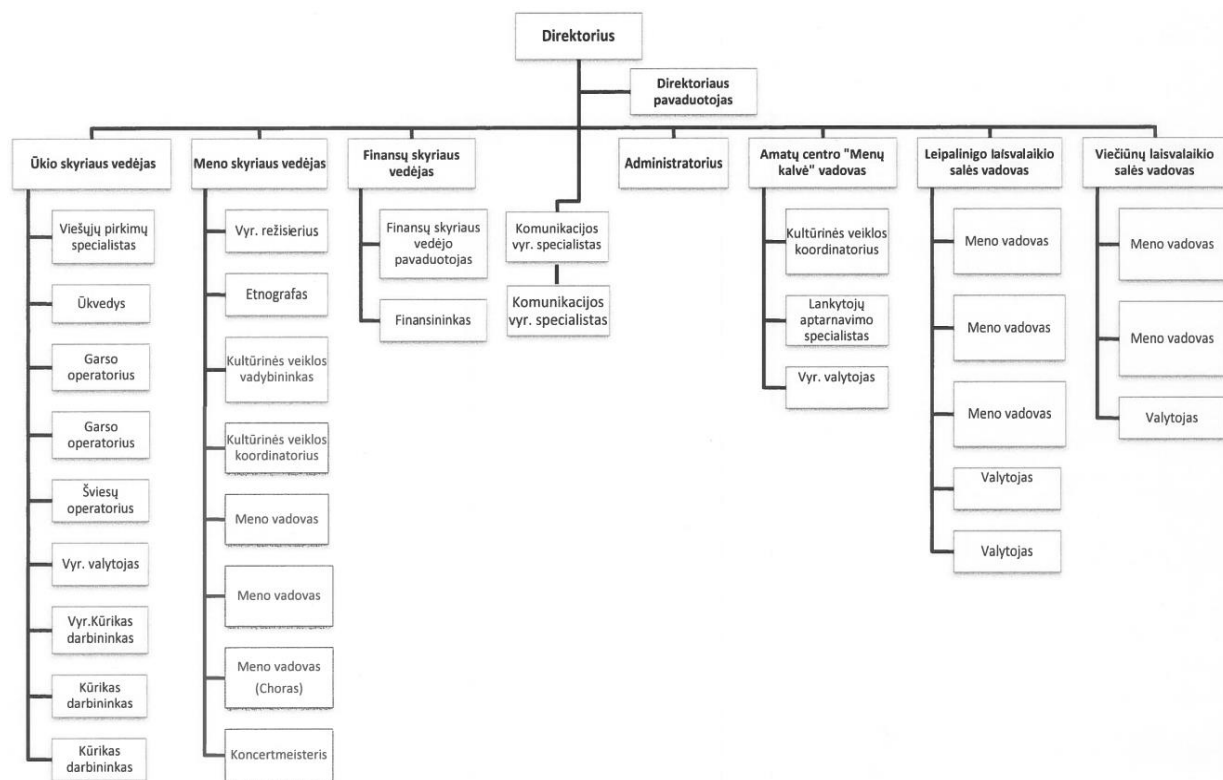 Direktorius
Direktoriaus
pavaduotojas
Ūkio skyriaus vedėjas
Viešųjų pirkimų
specialistas
Ūkvedys
Garso
operatorius
Garso
operatorius
Šviesų
operatorius
Vyr. valytojas
Vyr.Kūrikas
darbininkas
Kūrikas
darbininkas
Kūrikas
darbininkas
Meno skyriaus vedėjas
Vyr. režisierius
Etnografas
Kultūrinės veiklos
vadybininkas
Kultūrinės veiklos
koordinatorius
Meno vadovas
Meno vadovas
Meno vadovas
(Choras)
Koncertmeisteris
Finansų skyriaus
vedėjas
Finansų skyriaus
vedėjo
pavaduotojas
Finansininkas
Komunikacijos
vyr. specialistas
Komunikacijos
vyr. specialistas
Administratorius
Amatų centro "Menų
kalvė" vadovas
Kultūrinės veiklos
koordinatorius
Lankytojų
aptarnavimo
specialistas
Vyr. valytojas
Leipalinigo laisvalaikio
salės vadovas
Meno vadovas
Meno vadovas
Meno vadovas
Valytojas
Valytojas
Viečiūnų laisvalaikio
salės vadovas
Meno vadovas
Meno vadovas
Valytojas